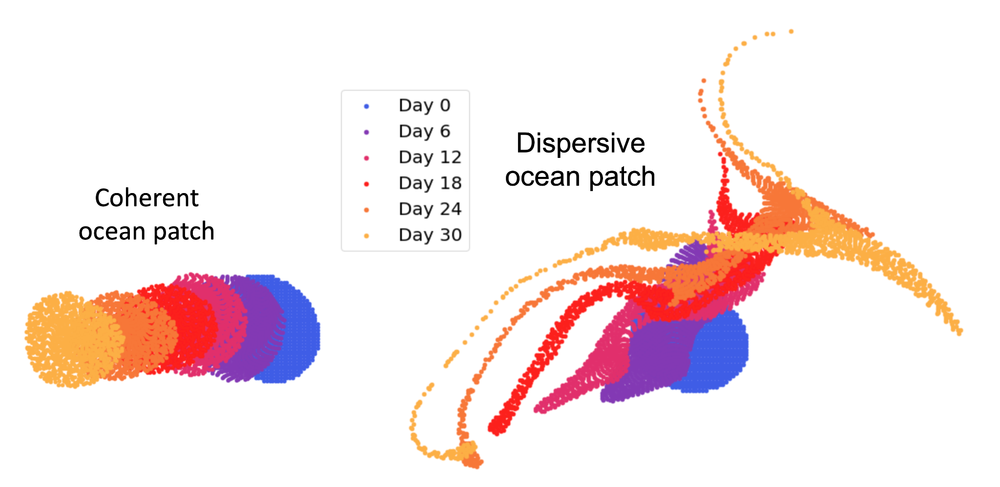 Coherent
ocean patch
Day 0
Day 6
Day 12
Day 18
Day 24
Day 30
Dispersive
ocean patch